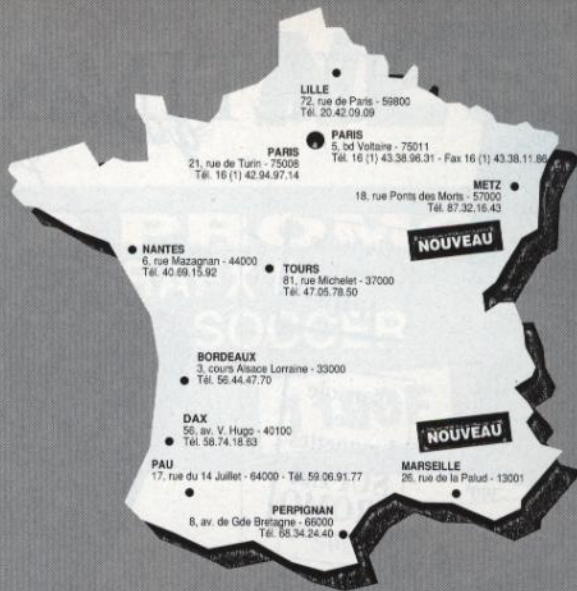 LILLE
72, rue de Paris - 59800
Tél. 20.42.09.09
PARIS
5, bd Voltaire - 75011
Tél. 16 (1) 43.38.96.31 - Fax 16 (1) 43.38.11.86
PARIS
21, rue de Turin - 75008
Tél. 16 (1) 42.94.97.14
METZ
18, rue Ponts des Morts - 57000
Tél. 87.32.16.43
NOUVEAU
NANTES
6, rue Mazagnan - 44000
Tél. 40.69.15.92
TOURS
81, rue Michelet - 37000
Tél. 47.05.78.50
SOCCER
BORDEAUX
3, cours Alsace Lorraine - 33000
Tél. 56.44.47.70
DAX
56, av. V. Hugo - 40100
Tél. 58.74.18.63
NOUVEAU
PAU
17, rue du 14 Juillet - 64000 - Tél. 59.06.91.77
MARSEILLE
26, rue de la Palud - 13001
PERPIGNAN
8, av. de Gde Bretagne - 66000
Tél. 68.34.24.40